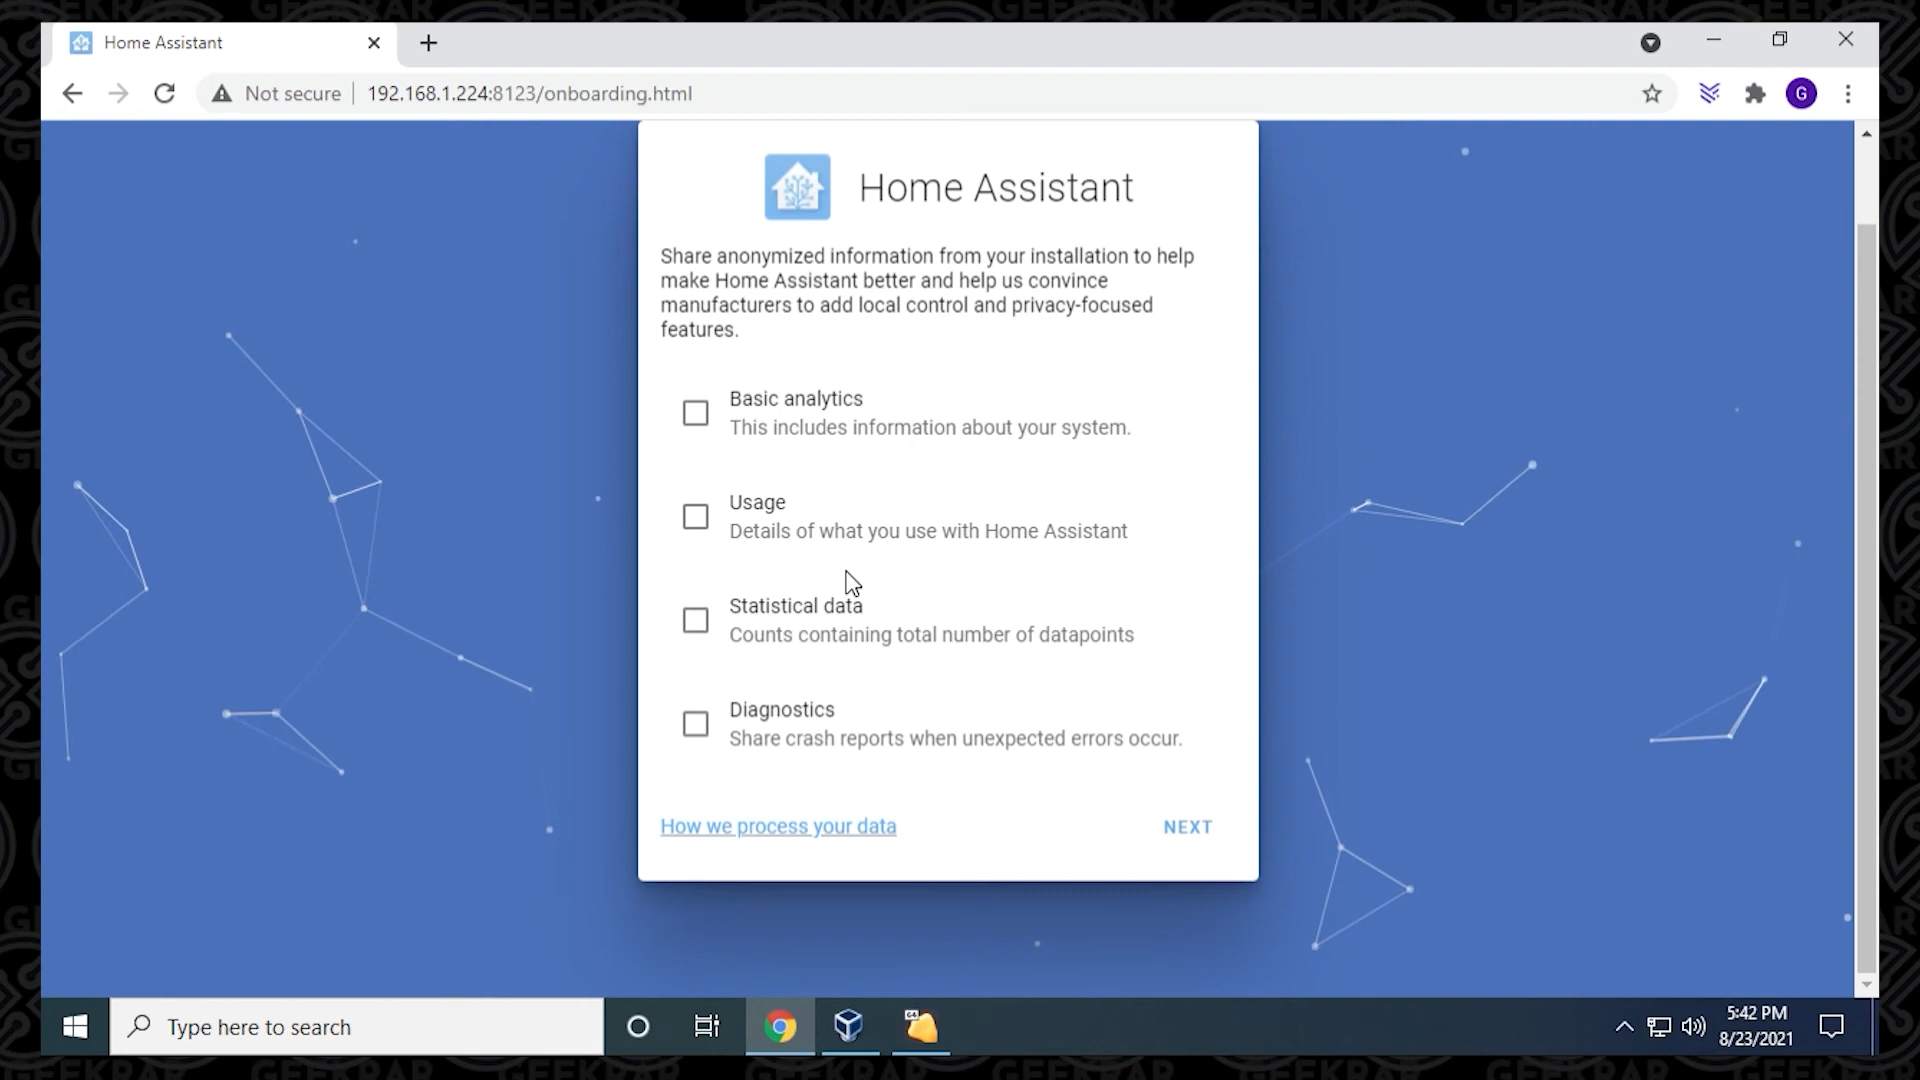 Home Assistant
Not secure
192.168.1.224:8123/onboarding.html
G
Home Assistant
Share anonymized information from your installation to help
make Home Assistant better and help us convince
manufacturers to add local control and privacy-focused
features.
Basic analytics
This includes information about your system.
Usage
Details of what you use with Home Assistant
Statistical data
Counts containing total number of datapoints
Diagnostics
Share crash reports when unexpected errors occur.
How we process your data
NEXT
Type here to search
64
5:42 PM
8/23/2021